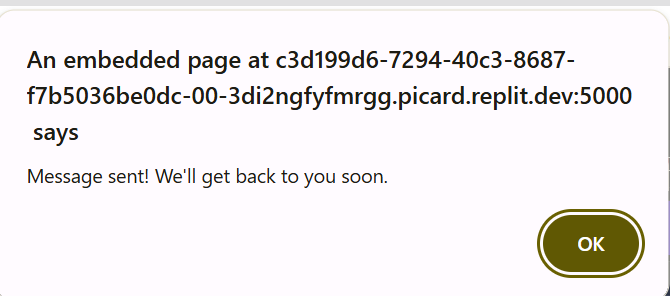 An embedded page at c3d199d6-7294-40c3-8687-
f7b5036be0dc-00-3di2ngfyfmrgg.picard.replit.dev:5000
says
Message sent! We'll get back to you soon.
OK